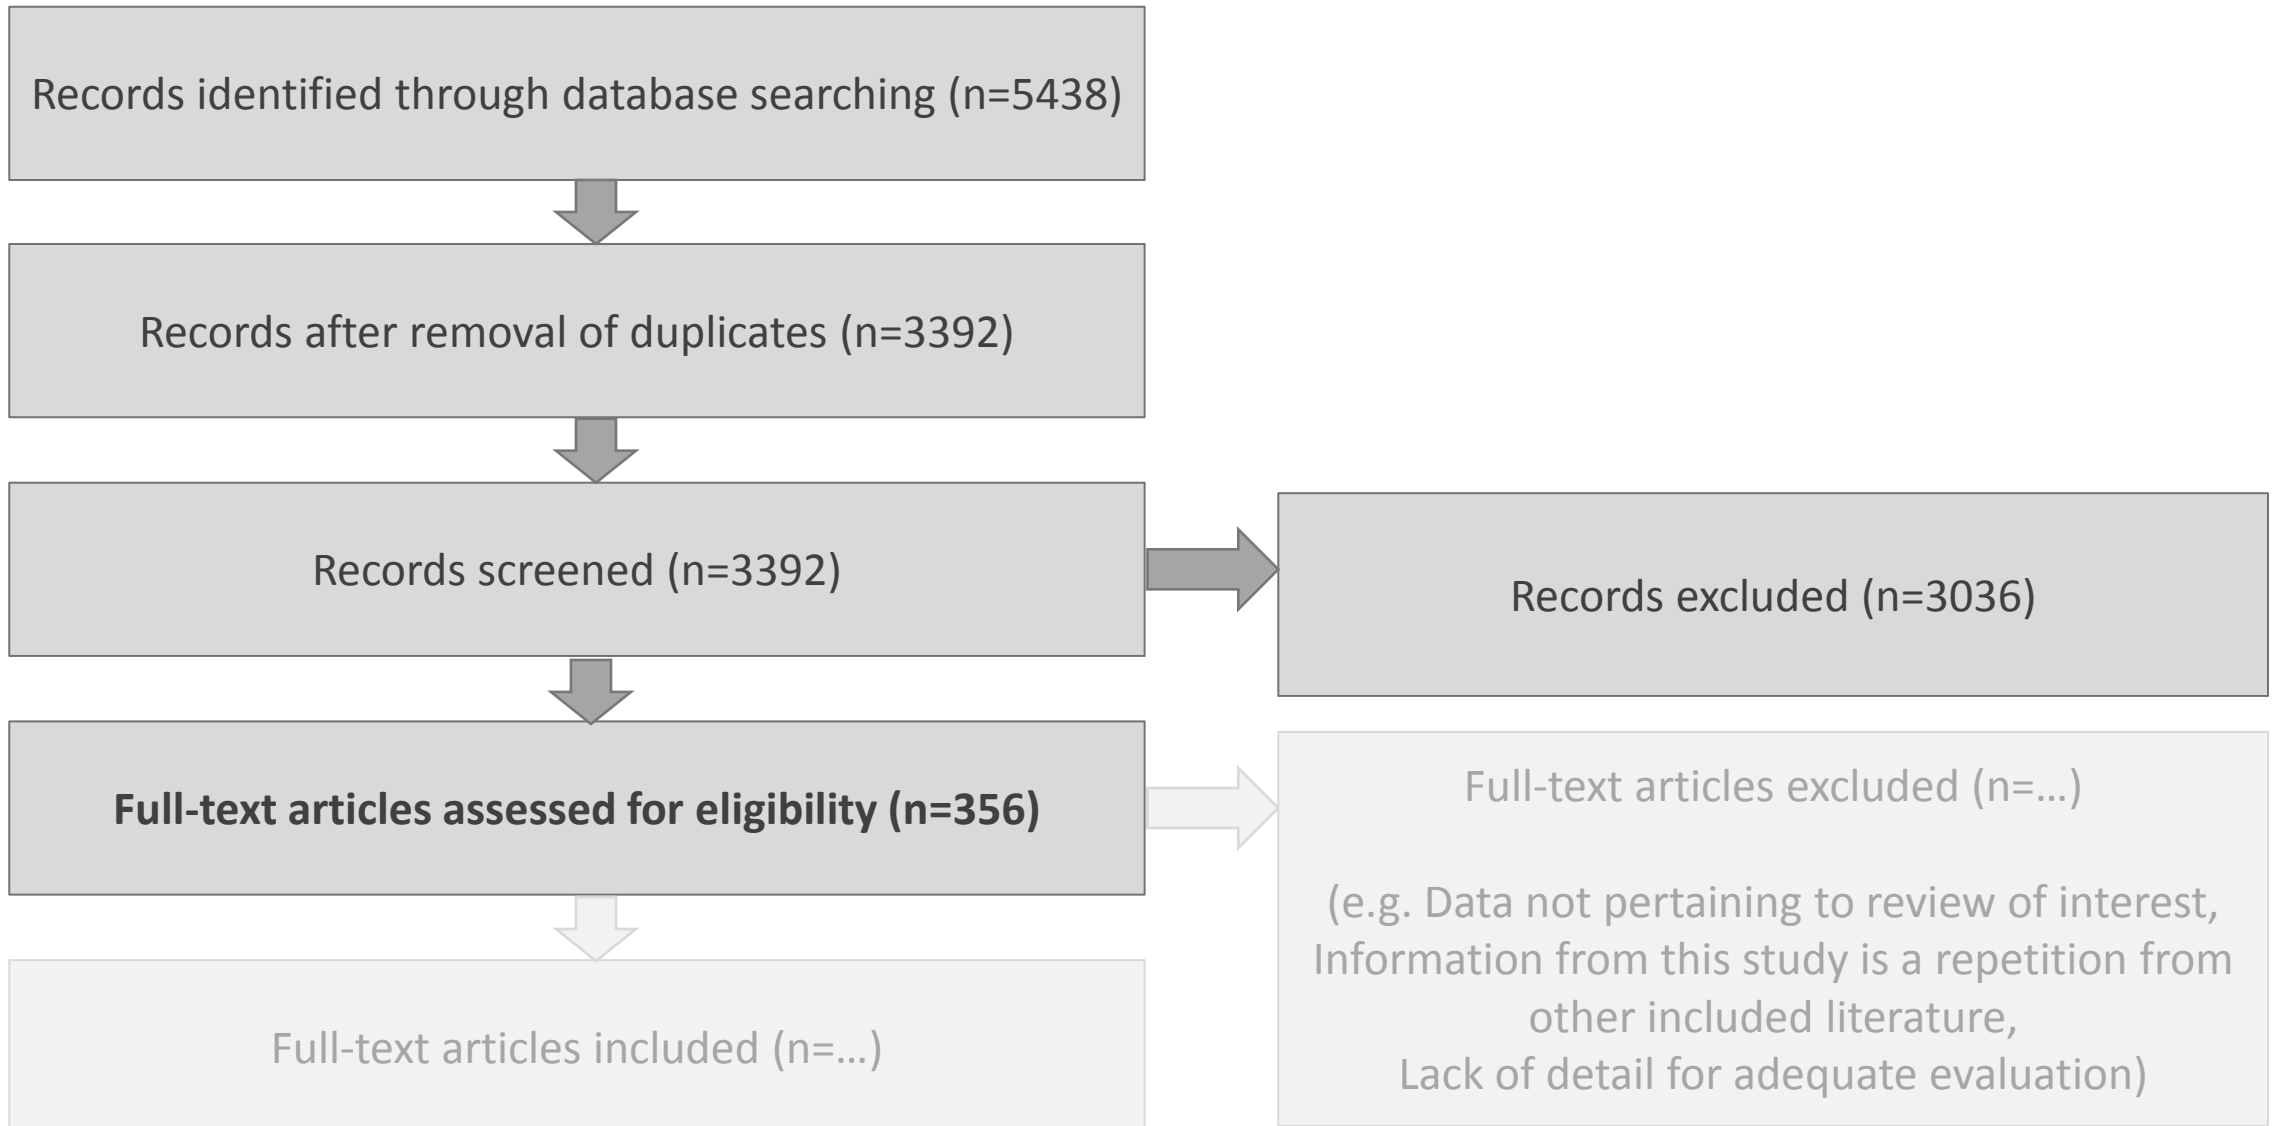 Records identified through database searching (n=5438)
Records after removal of duplicates (n=3392)
Records screened (n=3392)
Records excluded (n=3036)
Full-text articles assessed for eligibility (n=356)
Full-text articles excluded (n=…)
(e.g. Data not pertaining to review of interest,
Information from this study is a repetition from
other included literature,
Lack of detail for adequate evaluation)
Full-text articles included (n=…)